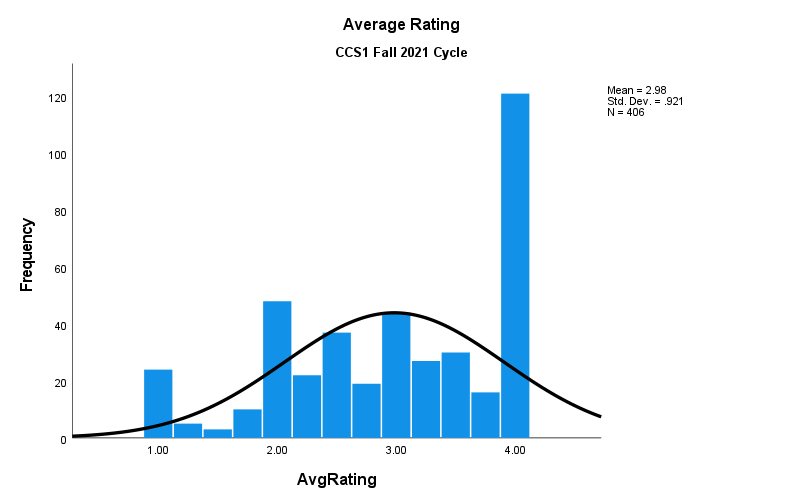 Average Rating
CCS1 Fall 2021 Cycle
Mean = 2.98
Std. Dev. = .921
N = 406
Frequency
120
100
80
60
40
20
0
1.00 2.00 3.00 4.00
AvgRating